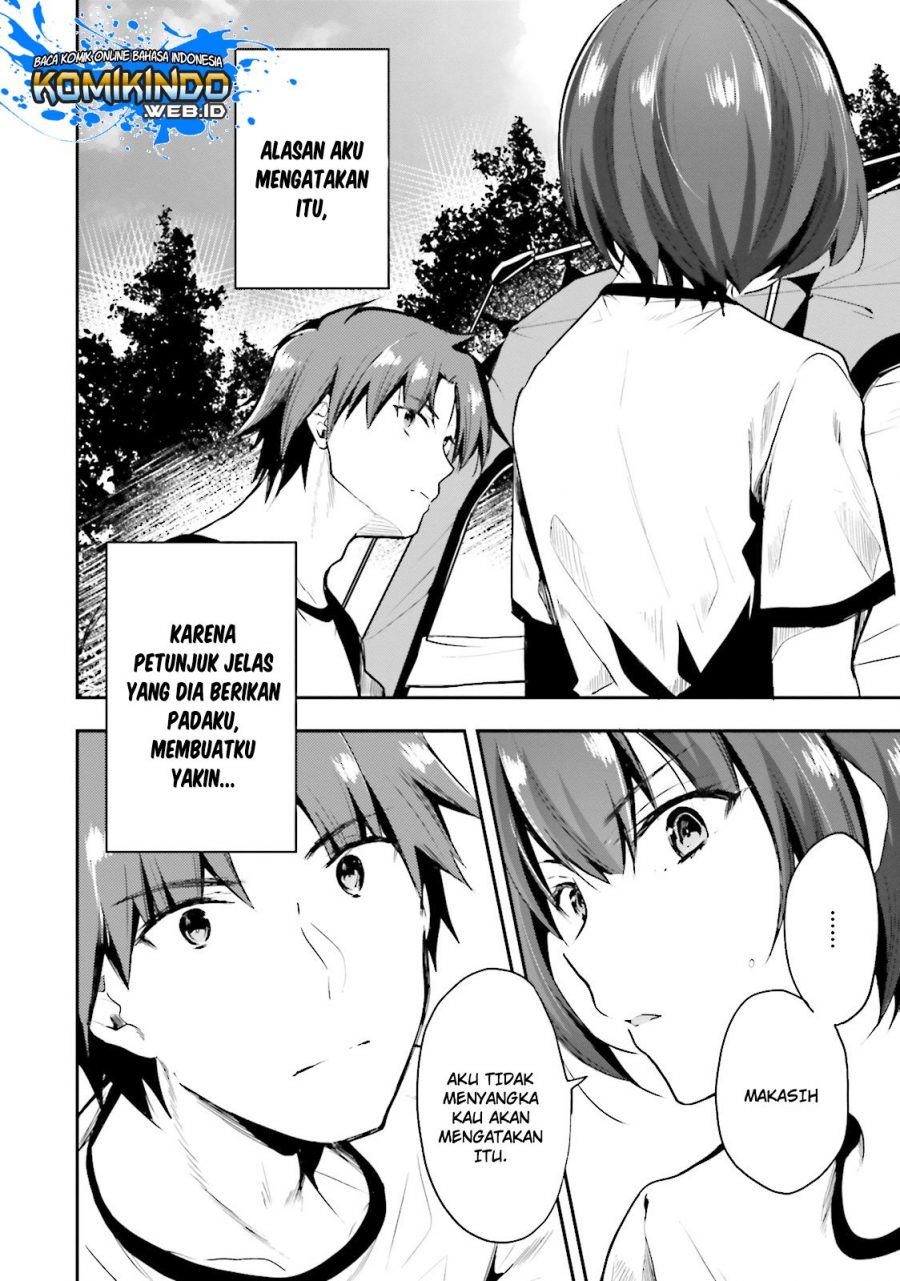 BACA KOMIK ONLINE BAHASA INDONESIA
KOMIKINDO
WEB.ID
ALASAN AKU
MENGATAKAN
ITU,
KARENA
PETUNJUK JELAS
YANG DIA BERIKAN
PADAKU,
MEMBUATKU
YAKIN...
......
MAKASIH
AKU TIDAK
MENYANGKA
KAU AKAN
MENGATAKAN
ITU.